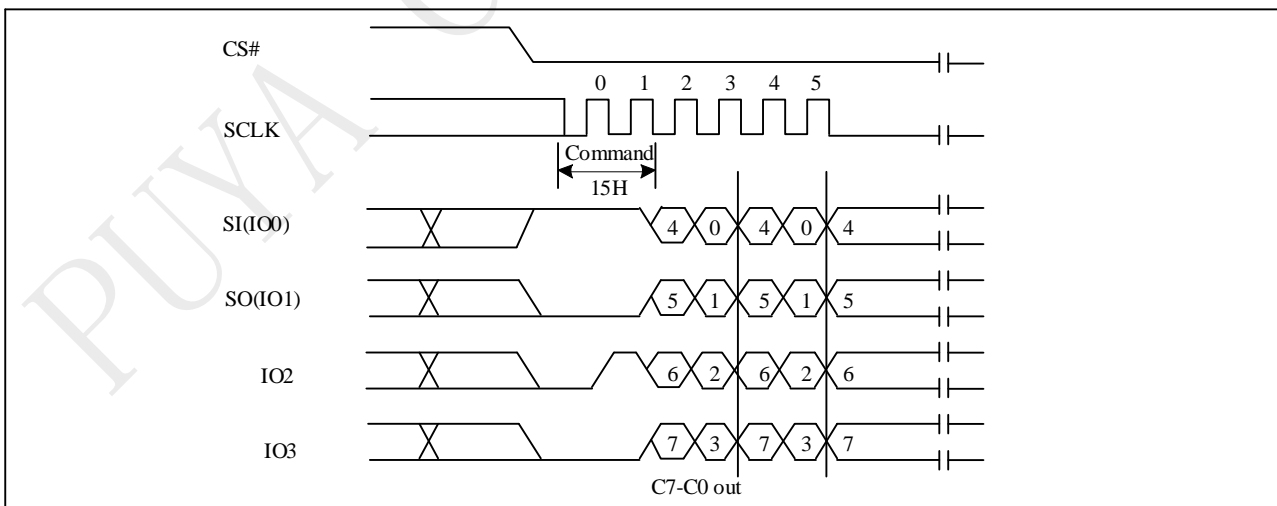 PUYA
CS#
0 1 2 3 4 5
SCLK
Command
15H
SI(IO0)
4 0 4 0 4
SO(IO1)
5 1 5 1 5
IO2
6 2 6 2 6
IO3
7 3 7 3 7
C7-C0 out